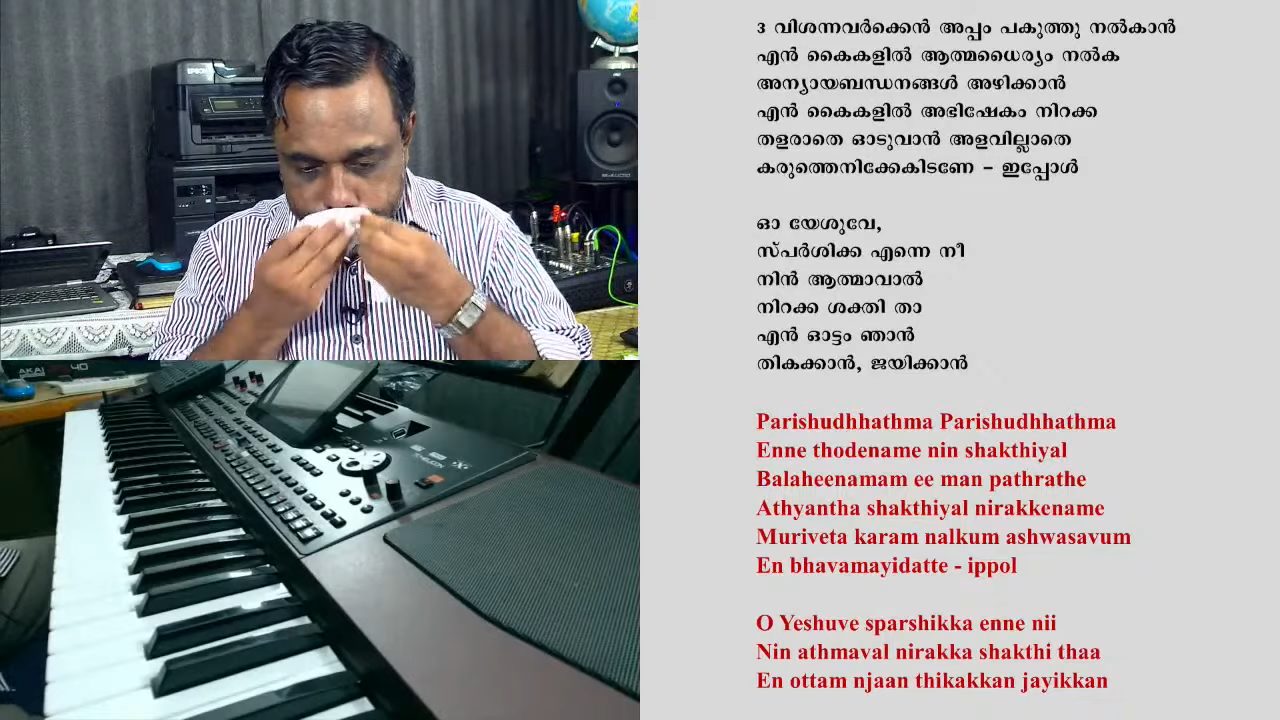 3 വിശന്നവർക്കെൻ അപ്പം പകുത്തു നൽകാൻ
എൻ കൈകളിൽ ആത്മധൈര്യം നൽക
അന്യായബന്ധനങ്ങൾ അഴിക്കാൻ
എൻ കൈകളിൽ അഭിഷേകം നിറക്ക
തളരാതെ ഓടുവാൻ അളവില്ലാതെ
കരുത്തെനിക്കേകിടണേ – ഇപ്പോൾ
ഓ യേശുവേ,
സ്പർശിക്ക എന്നെ നീ
നിൻ ആത്മാവാൽ
നിറക്ക ശക്തി താ
എൻ ഓട്ടം ഞാൻ
തികക്കാൻ, ജയിക്കാൻ
Parishudhhathma Parishudhhathma
Enne thodename nin shakthiyal
Balaheenamam ee man pathrathe
Athyantha shakthiyal nirakkename
Muriveta karam nalkum ashwasavum
En bhavamayidatte - ippol
O Yeshuve sparshikka enne nii
Nin athmaval nirakka shakthi thaa
En ottam njaan thikakkan jayikkan
EPSON
AKAI